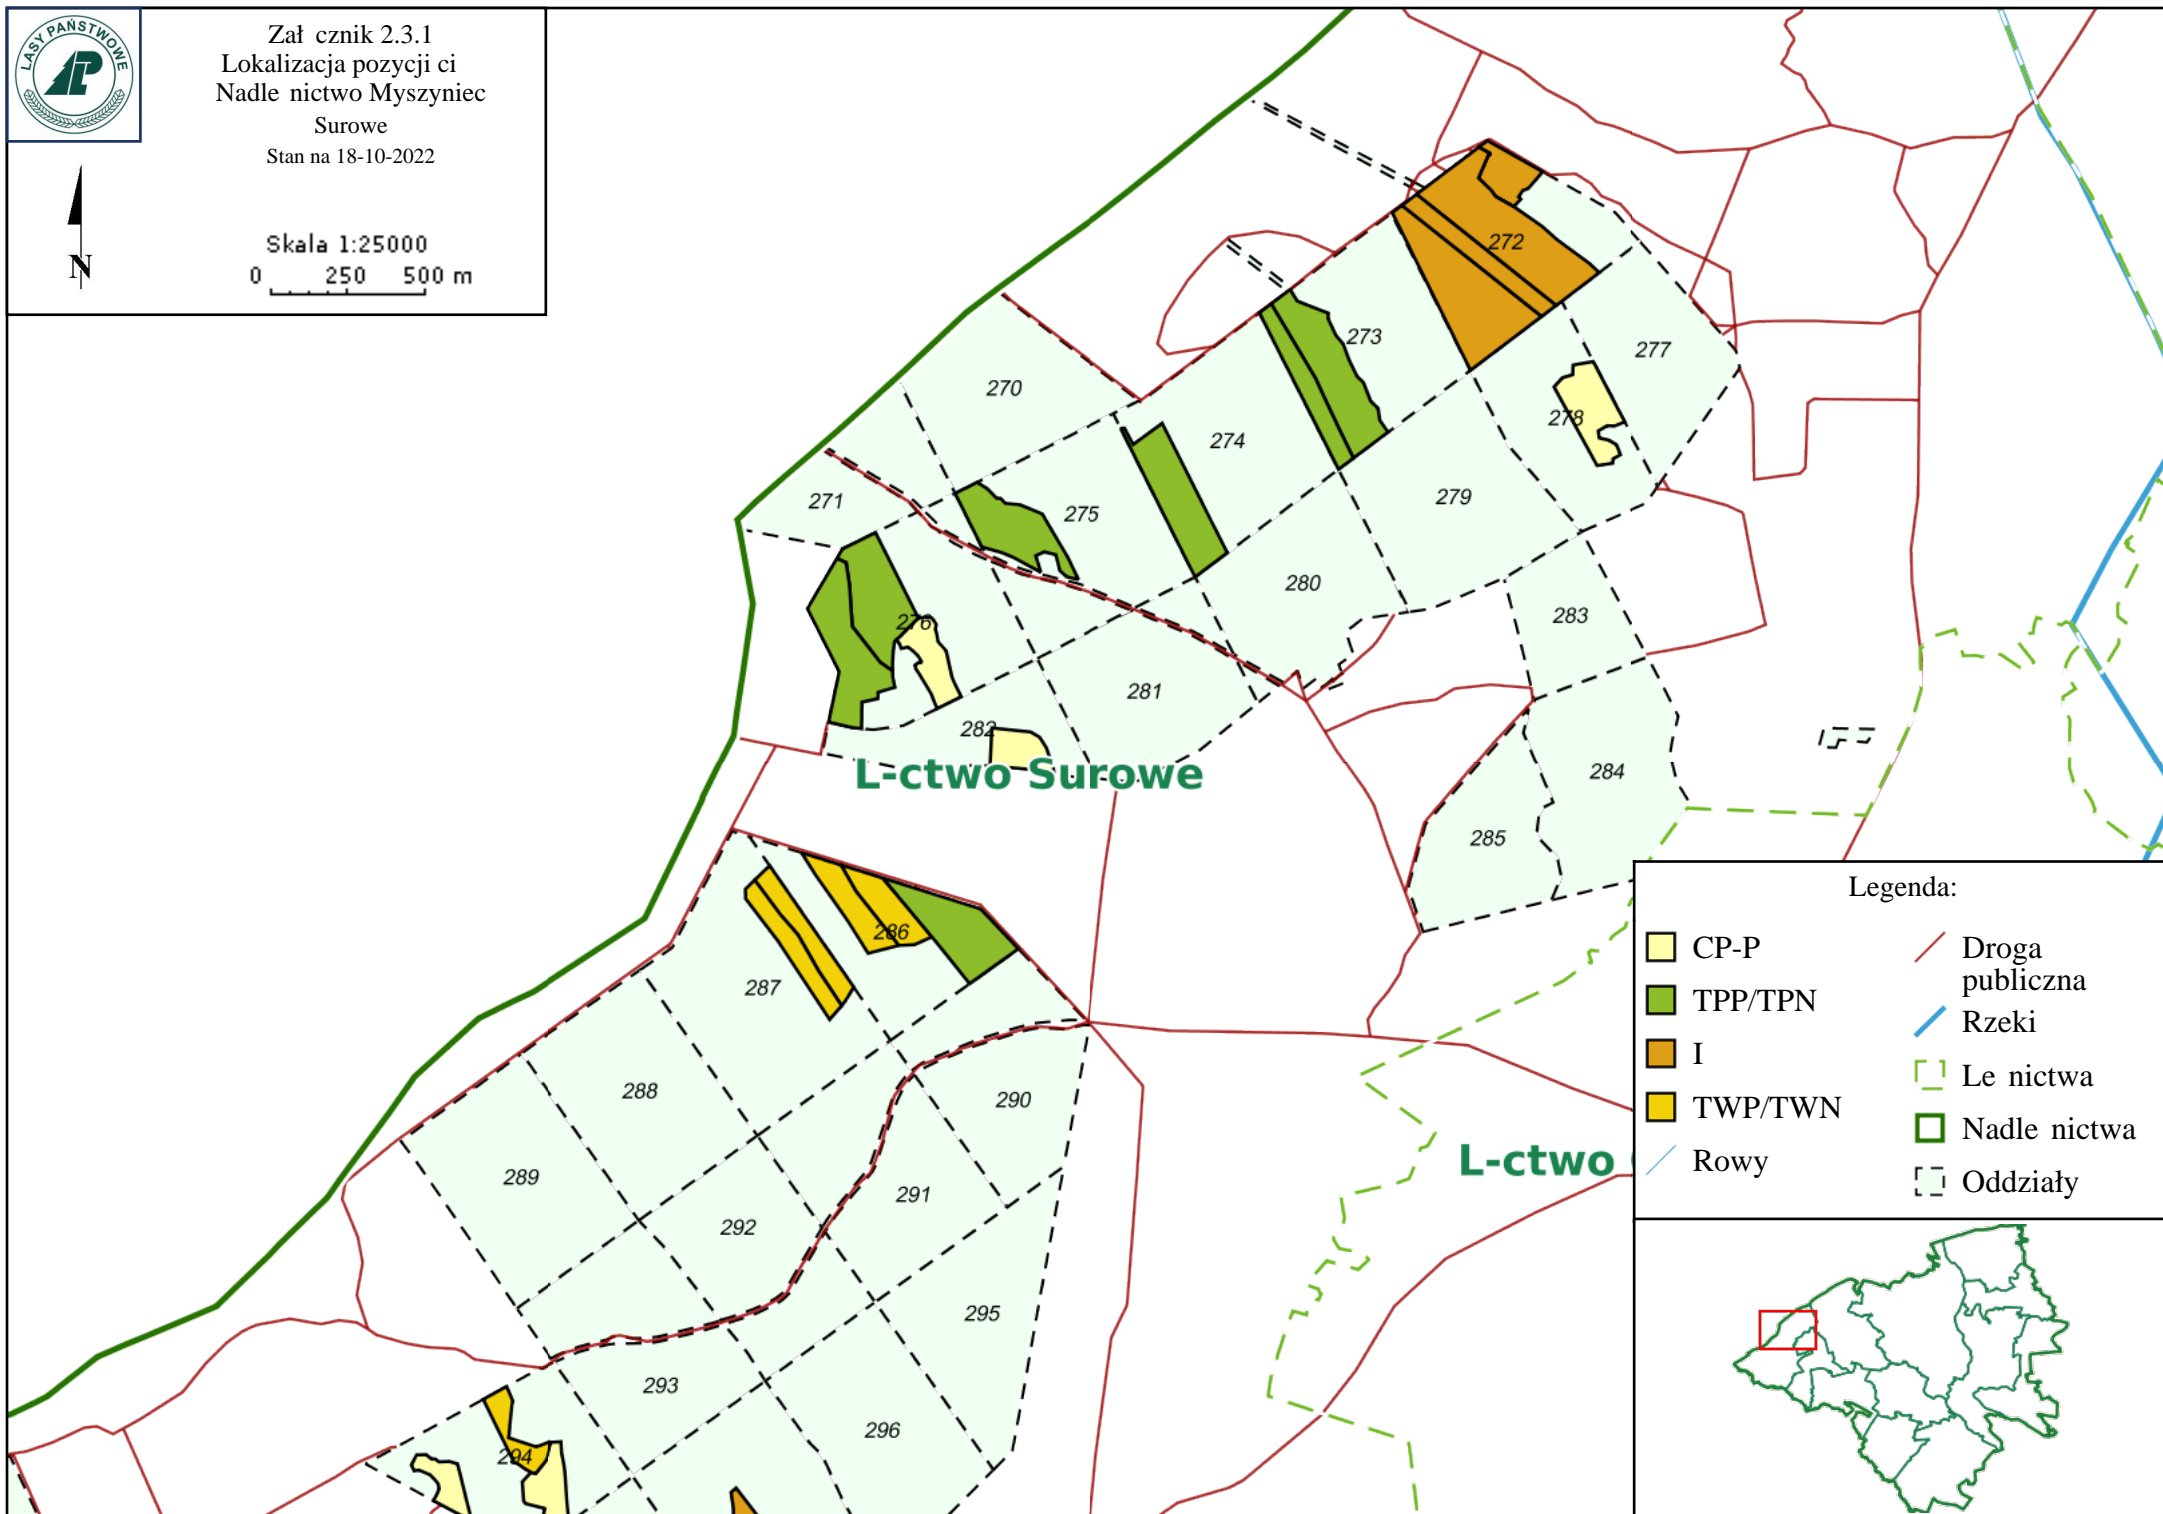 LASY PAŃSTWOWE
Zał cznik 2.3.1
Lokalizacja pozycji ci
Nadle nictwo Myszyniec
Surowe
Stan na 18-10-2022
N
Skala 1:25000
0 250 500 m
272
273
277
270
278
274
271
275
279
280
283
276
281
282
L-ctwo Surowe
284
285
286
287
288
290
289
291
292
L-ctwo
295
293
296
294
Legenda:
CP-P
TPP/TPN
I
TWP/TWN
Rowy
Droga
publiczna
Rzeki
Le nictwa
Nadle nictwa
Oddziały